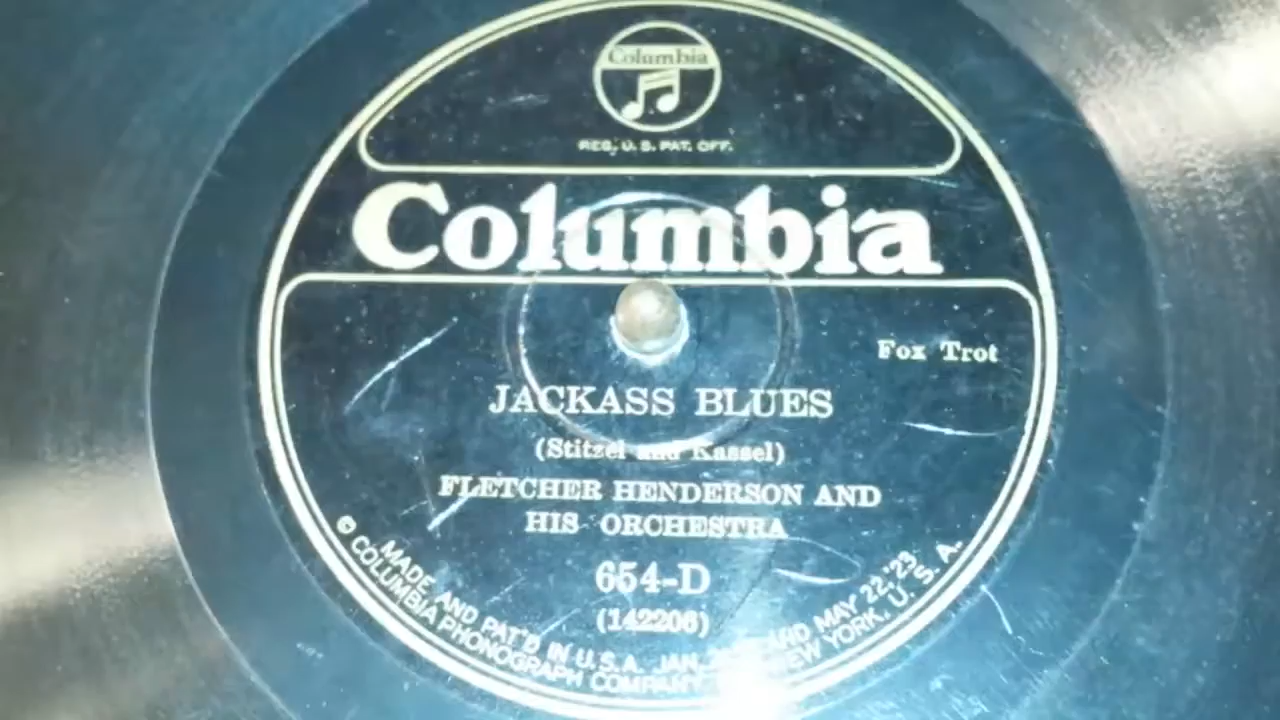 Columbia
REG. U. S. PAT. OFF.
Columbia
Fox Trot
JACKASS BLUES
(Stitzel and Kassel)
FLETCHER HENDERSON AND
HIS ORCHESTRA
654-D
(142206)
MADE AND PAT'D IN U.S.A. JAN. AND MAY 22,'23
© COLUMBIA PHONOGRAPH COMPANY NEW YORK, U. S. A.